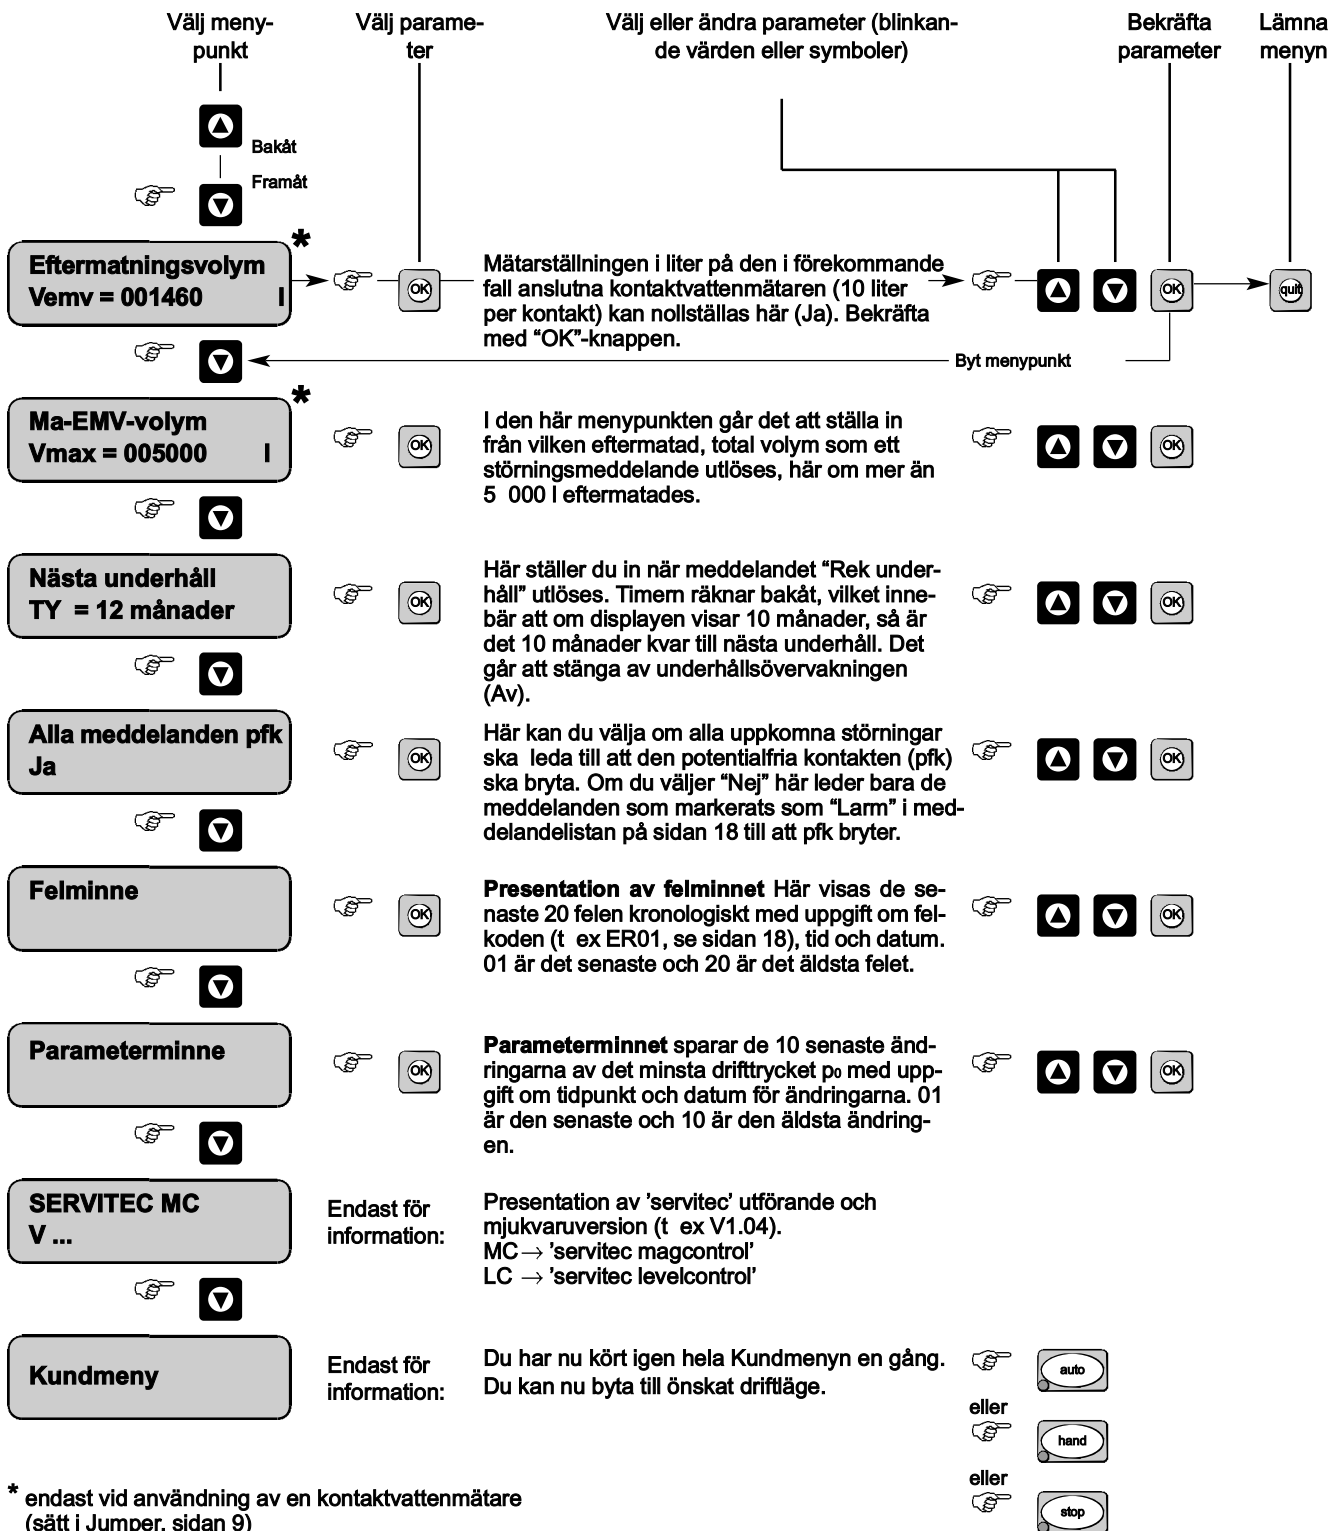 Välj meny-
punkt
Välj parame-
ter
Välj eller ändra parameter (blinkan-
de värden eller symboler)
Bekräfta
parameter
Lämna
menyn
Bakåt
Framåt
*
Eftermatningsvolym
Vemv = 001460 l
OK
Mätarställningen i liter på den i förekommande
fall anslutna kontaktvattenmätaren (10 liter
per kontakt) kan nollställas här (Ja). Bekräfta
med “OK”-knappen.
OK
quit
Byt menypunkt
*
Ma-EMV-volym
Vmax = 005000 l
OK
I den här menypunkten går det att ställa in
från vilken eftermatad, total volym som ett
störningsmeddelande utlöses, här om mer än
5 000 l eftermatades.
OK
Nästa underhåll
TY = 12 månader
OK
Här ställer du in när meddelandet “Rek under-
håll” utlöses. Timern räknar bakåt, vilket inne-
bär att om displayen visar 10 månader, så är
det 10 månader kvar till nästa underhåll. Det
går att stänga av underhållsövervakningen
(Av).
OK
Alla meddelanden pfk
Ja
OK
Här kan du välja om alla uppkomna störningar
ska leda till att den potentialfria kontakten (pfk)
ska bryta. Om du väljer “Nej” här leder bara de
meddelanden som markerats som “Larm” i med-
delandelistan på sidan 18 till att pfk bryter.
OK
Felminne
OK
Presentation av felminnet Här visas de se-
naste 20 felen kronologiskt med uppgift om fel-
koden (t ex ER01, se sidan 18), tid och datum.
01 är det senaste och 20 är det äldsta felet.
OK
Parameterminne
OK
Parameterminnet sparar de 10 senaste änd-
ringarna av det minsta drifttrycket p0 med upp-
gift om tidpunkt och datum för ändringarna. 01
är den senaste och 10 är den äldsta ändring-
en.
OK
SERVITEC MC
V ...
Endast för
information:
Presentation av 'servitec' utförande och
mjukvaruversion (t ex V1.04).
MC → 'servitec magcontrol'
LC → 'servitec levelcontrol'
Kundmeny
Endast för
information:
Du har nu kört igen hela Kundmenyn en gång.
Du kan nu byta till önskat driftläge.
auto
eller
hand
eller
stop
* endast vid användning av en kontaktvattenmätare
(sätt i Jumper, sidan 9)